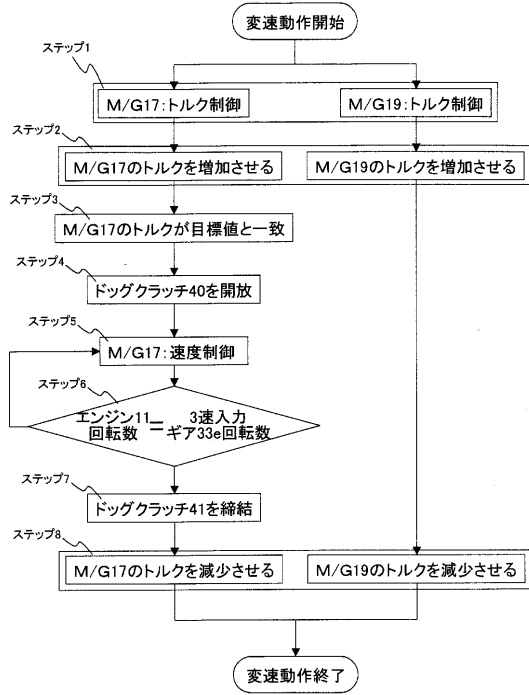 変速動作開始
ステップ1
M/G17:トルク制御
M/G19:トルク制御
ステップ2
M/G17のトルクを増加させる
M/G19のトルクを増加させる
ステップ3
M/G17のトルクが目標値と一致
ステップ4
ドッグクラッチ40を開放
ステップ5
M/G17:速度制御
ステップ6
エンジン11 = 3速入力
回転数 ギア33e回転数
ステップ7
ドッグクラッチ41を締結
ステップ8
M/G17のトルクを減少させる
M/G19のトルクを減少させる
変速動作終了